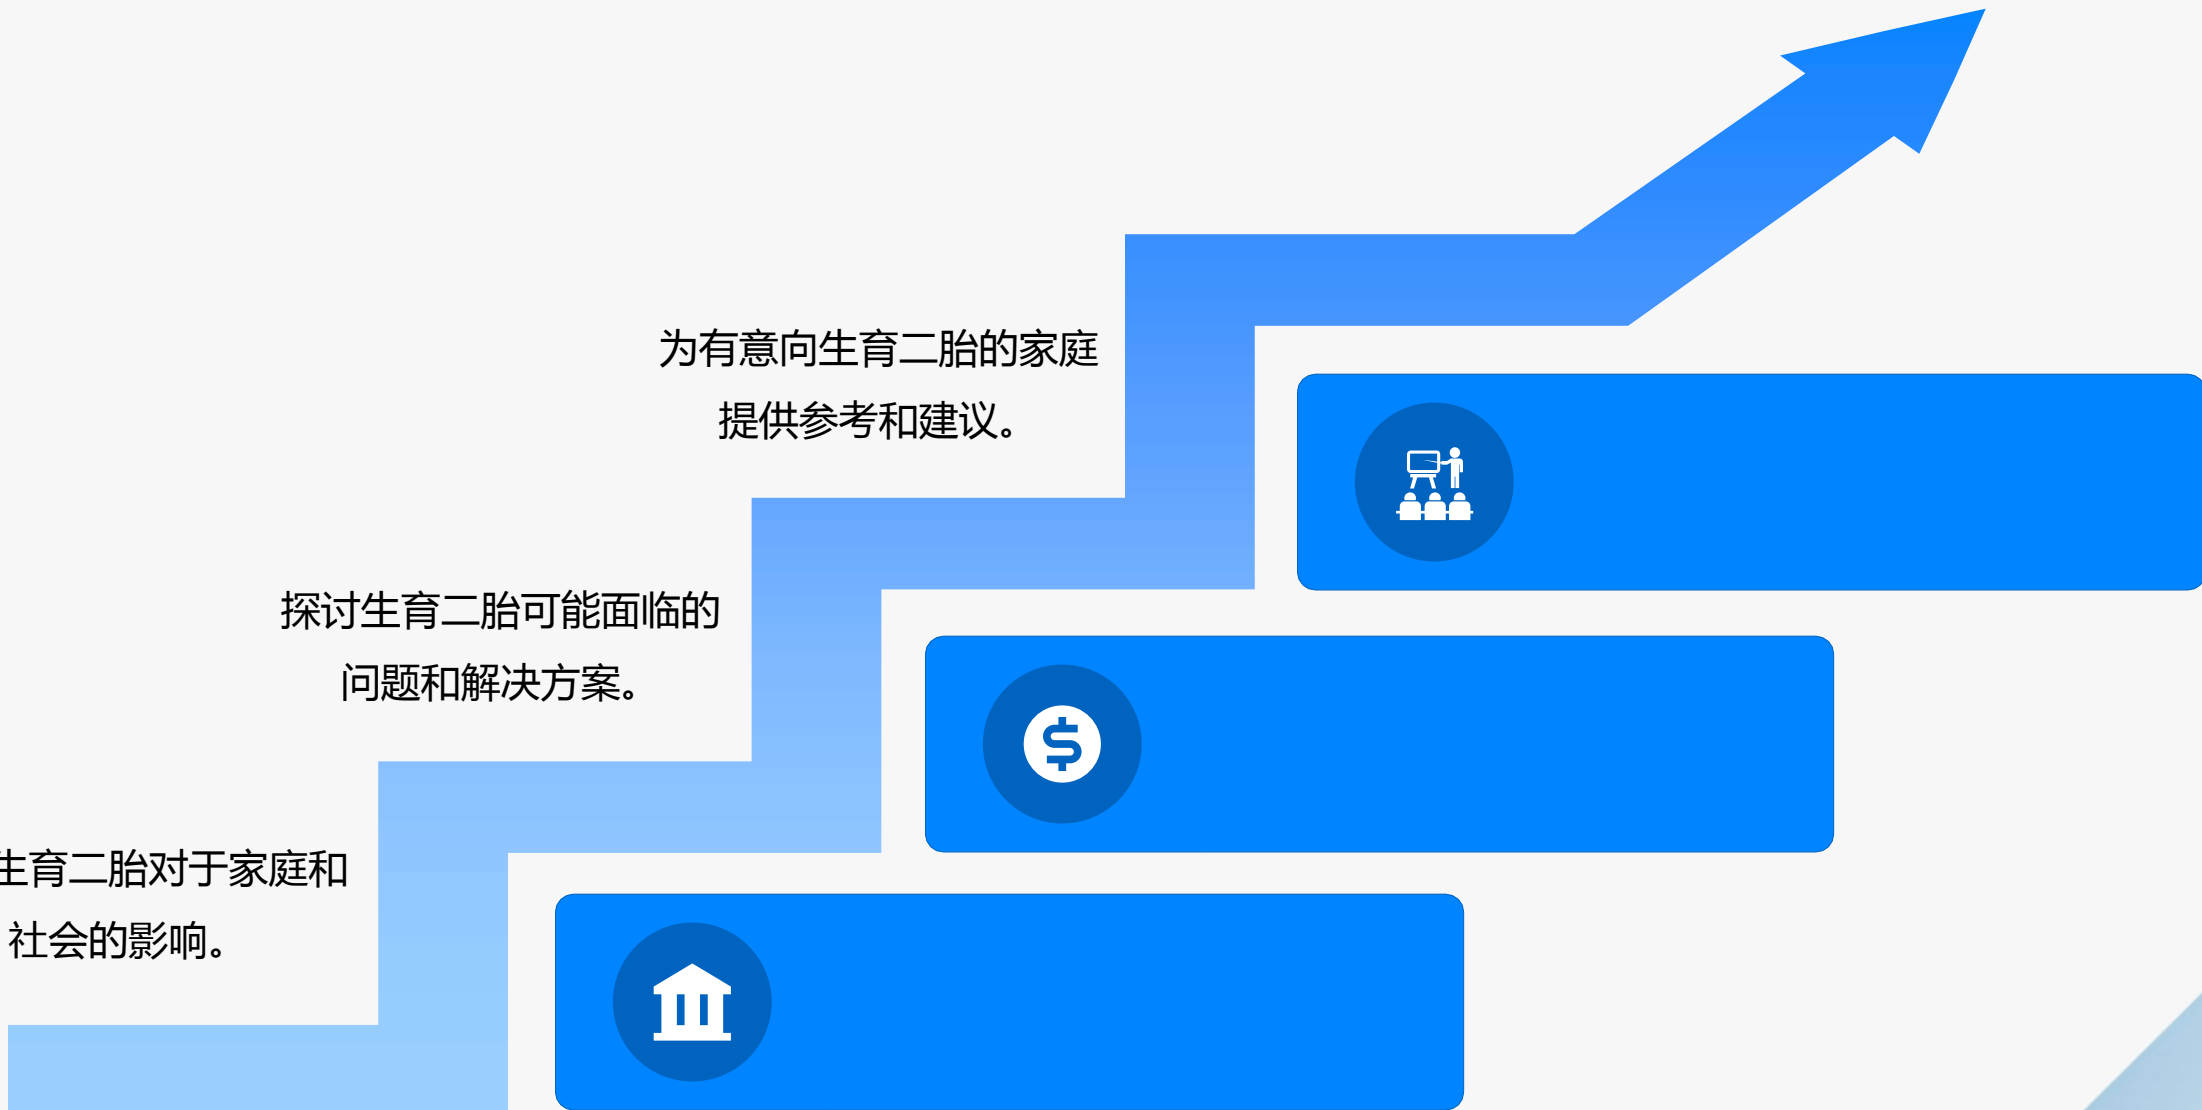 为有意向生育二胎的家庭
提供参考和建议。
探讨生育二胎可能面临的
问题和解决方案。
生育二胎对于家庭和
社会的影响。